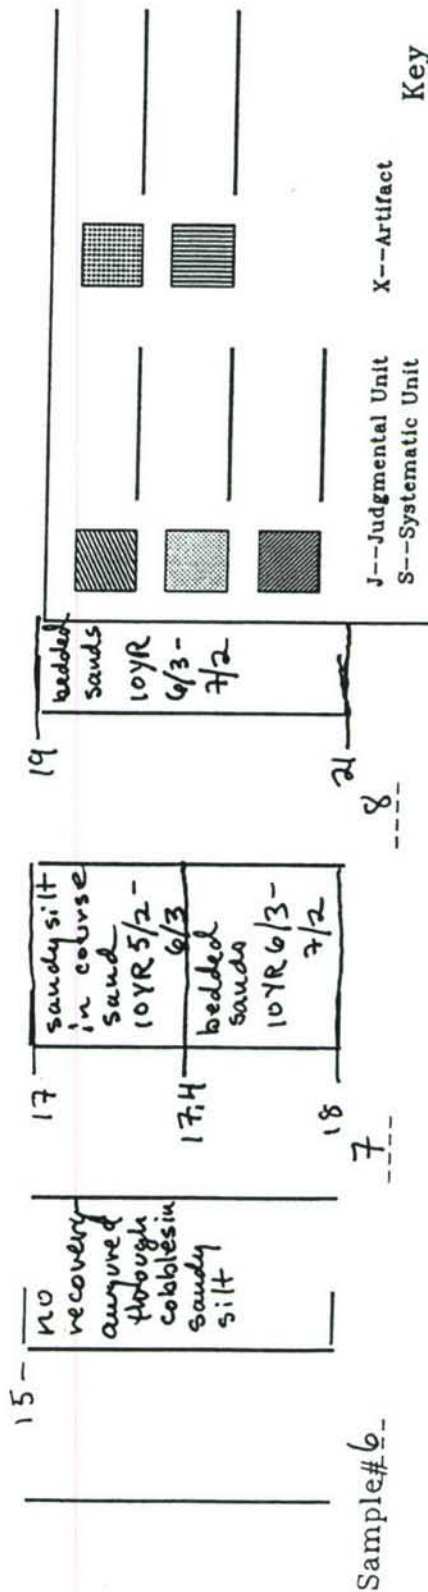 15 -
no
recovery
augured
through
cobbles in
sandy
silt
Sample# 6
17
sandy silt
in course
sand
10YR 5/2 -
6/3
17.4
bedded
sands
10YR 6/3 -
7/2
18
7
19
bedded
sands
10YR
6/3 -
7/2
21
8
J---Judgmental Unit
S---Systematic Unit
X--Artifact
Key